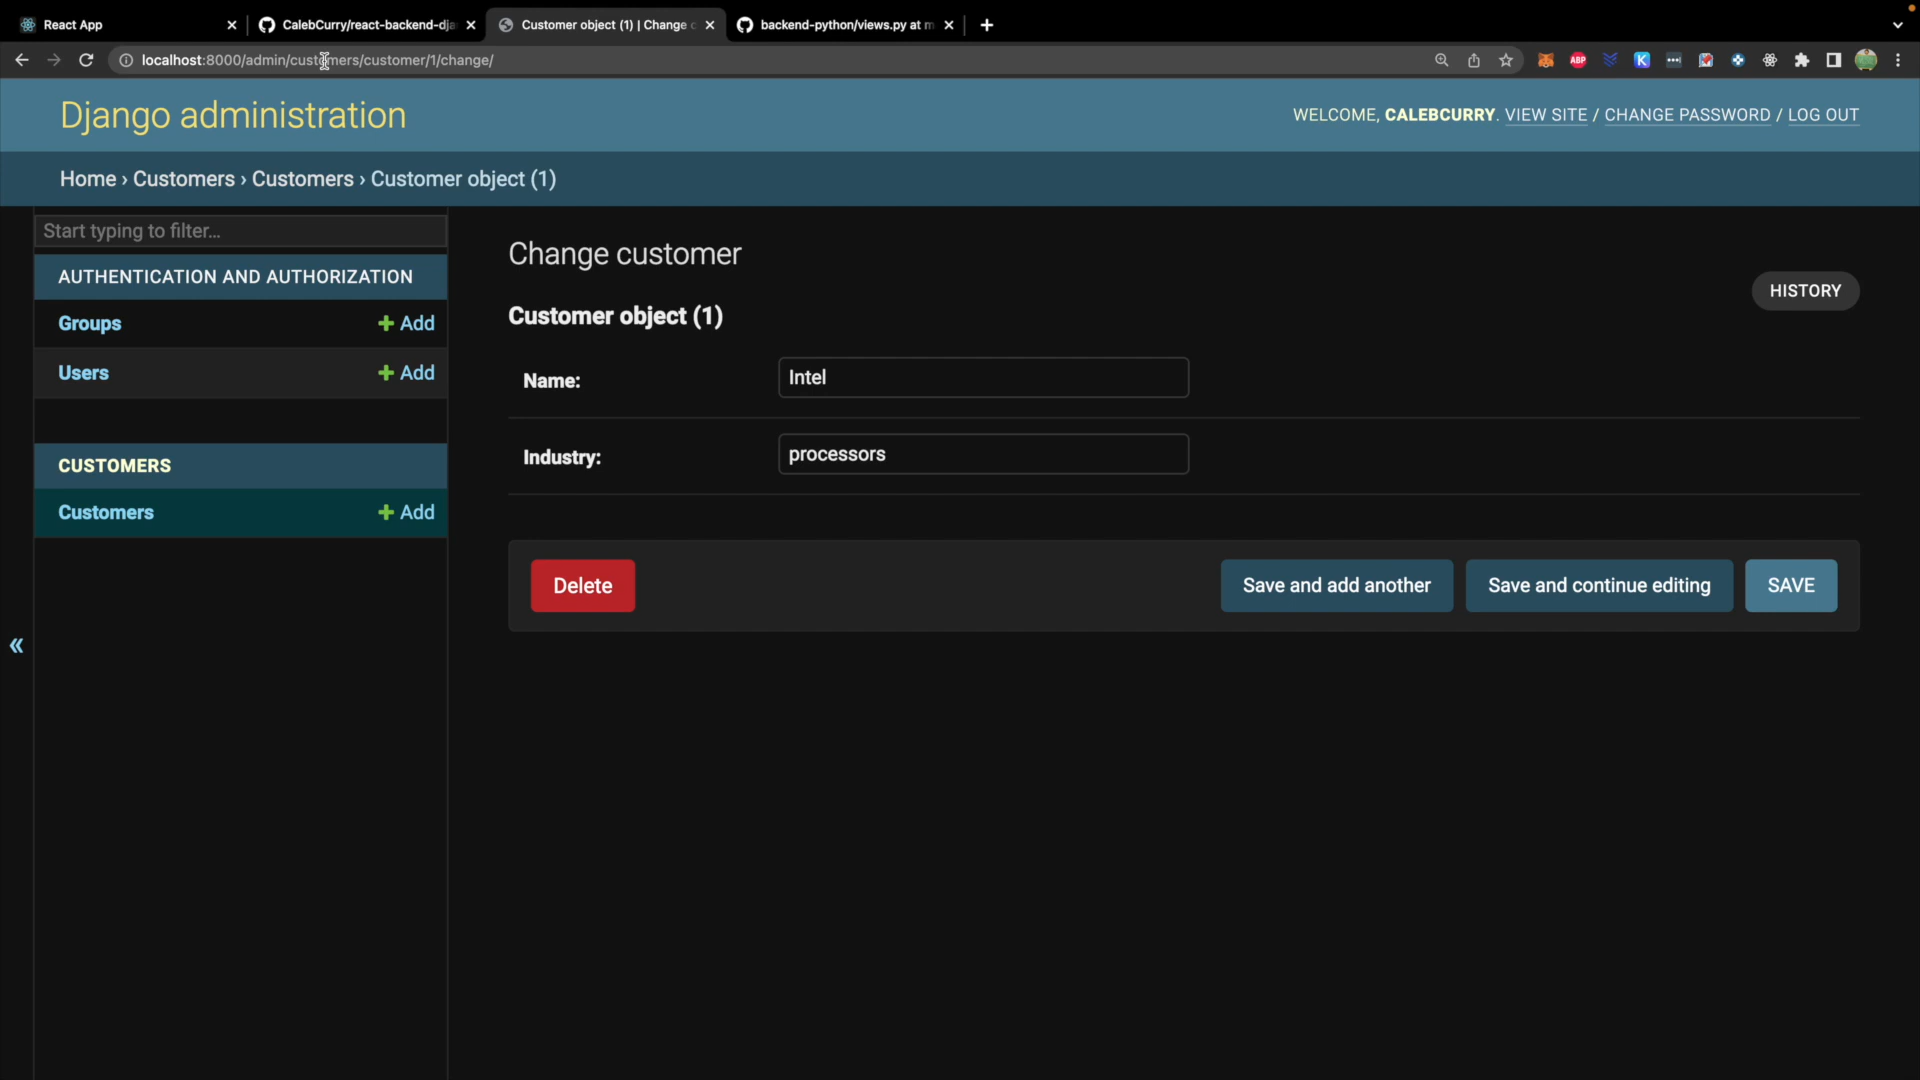 React App
CalebCurry/react-backend-dja
Customer object (1) | Change c
backend-python/views.py at m
localhost:8000/admin/customers/customer/1/change/
ABP
K
Django administration
WELCOME, CALEBCURRY. VIEW SITE / CHANGE PASSWORD / LOG OUT
Home › Customers › Customers › Customer object (1)
Start typing to filter...
AUTHENTICATION AND AUTHORIZATION
Groups
Add
Users
Add
CUSTOMERS
Customers
Add
«
Change customer
HISTORY
Customer object (1)
Name:
Intel
Industry:
processors
Delete
Save and add another
Save and continue editing
SAVE